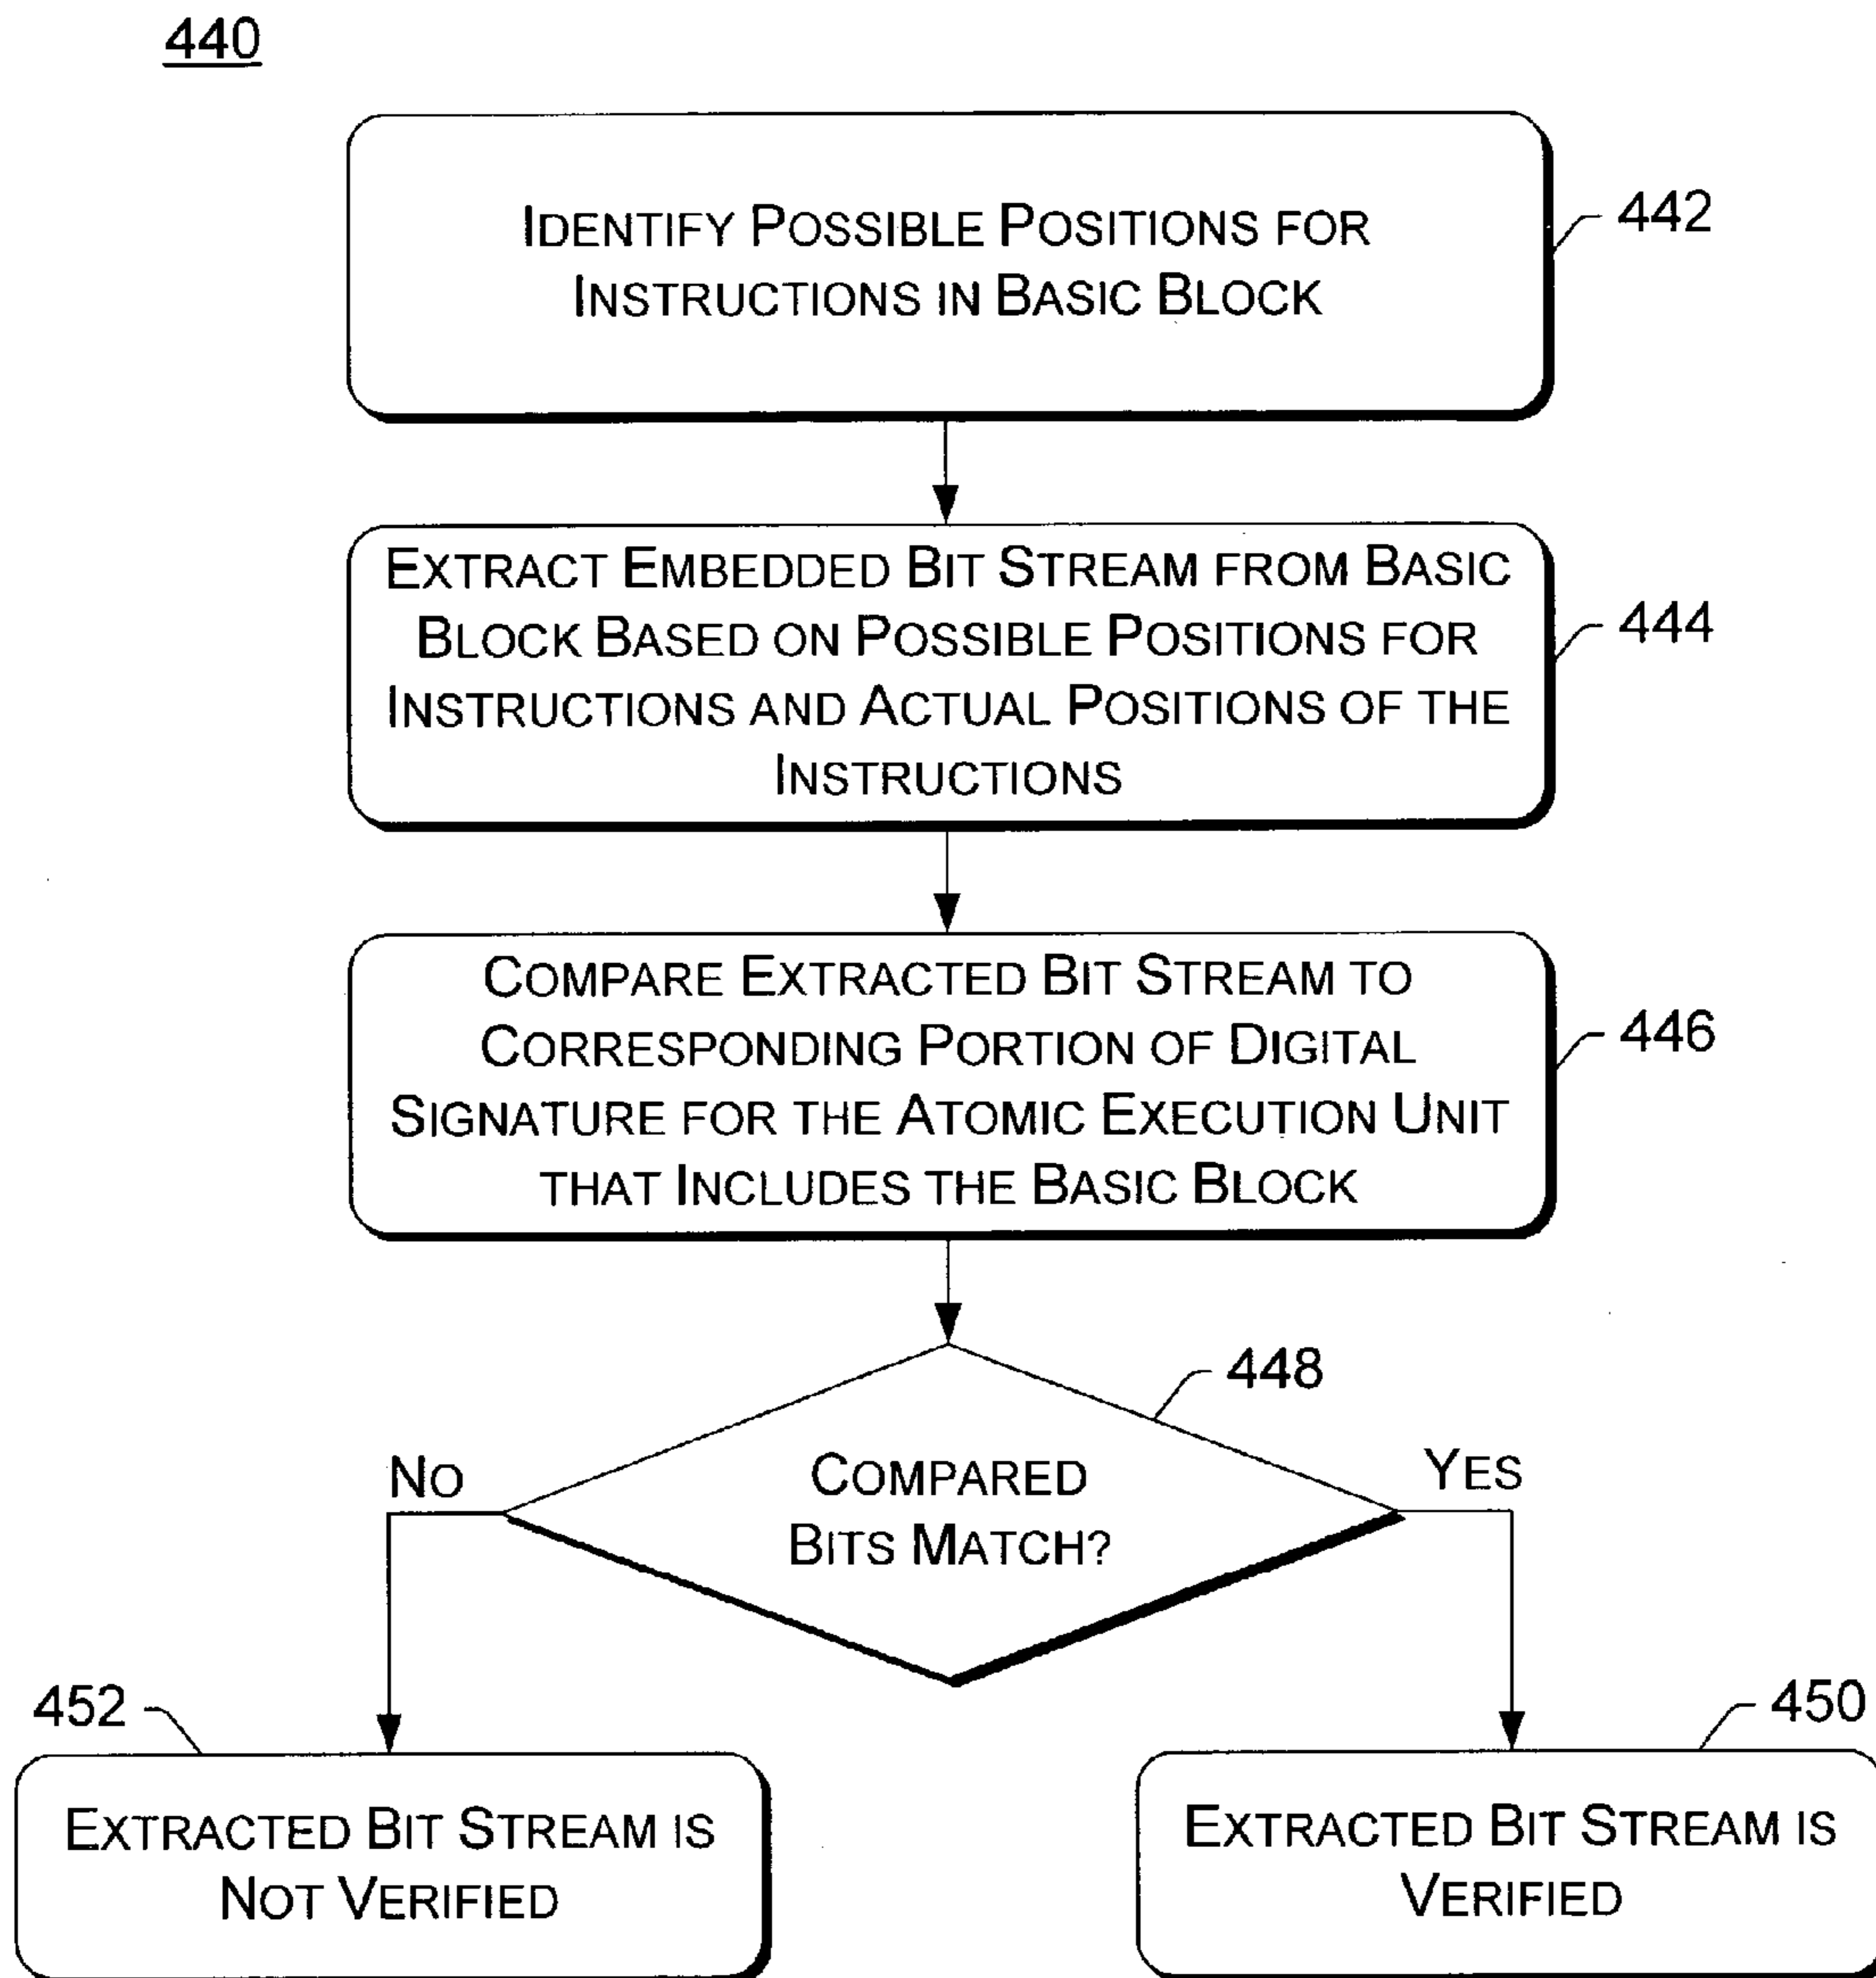 440
IDENTIFY POSSIBLE POSITIONS FOR
INSTRUCTIONS IN BASIC BLOCK
442
EXTRACT EMBEDDED BIT STREAM FROM BASIC
BLOCK BASED ON POSSIBLE POSITIONS FOR
INSTRUCTIONS AND ACTUAL POSITIONS OF THE
INSTRUCTIONS
444
COMPARE EXTRACTED BIT STREAM TO
CORRESPONDING PORTION OF DIGITAL
SIGNATURE FOR THE ATOMIC EXECUTION UNIT
THAT INCLUDES THE BASIC BLOCK
446
448
COMPARED
BITS MATCH?
NO
YES
452
EXTRACTED BIT STREAM IS
NOT VERIFIED
450
EXTRACTED BIT STREAM IS
VERIFIED